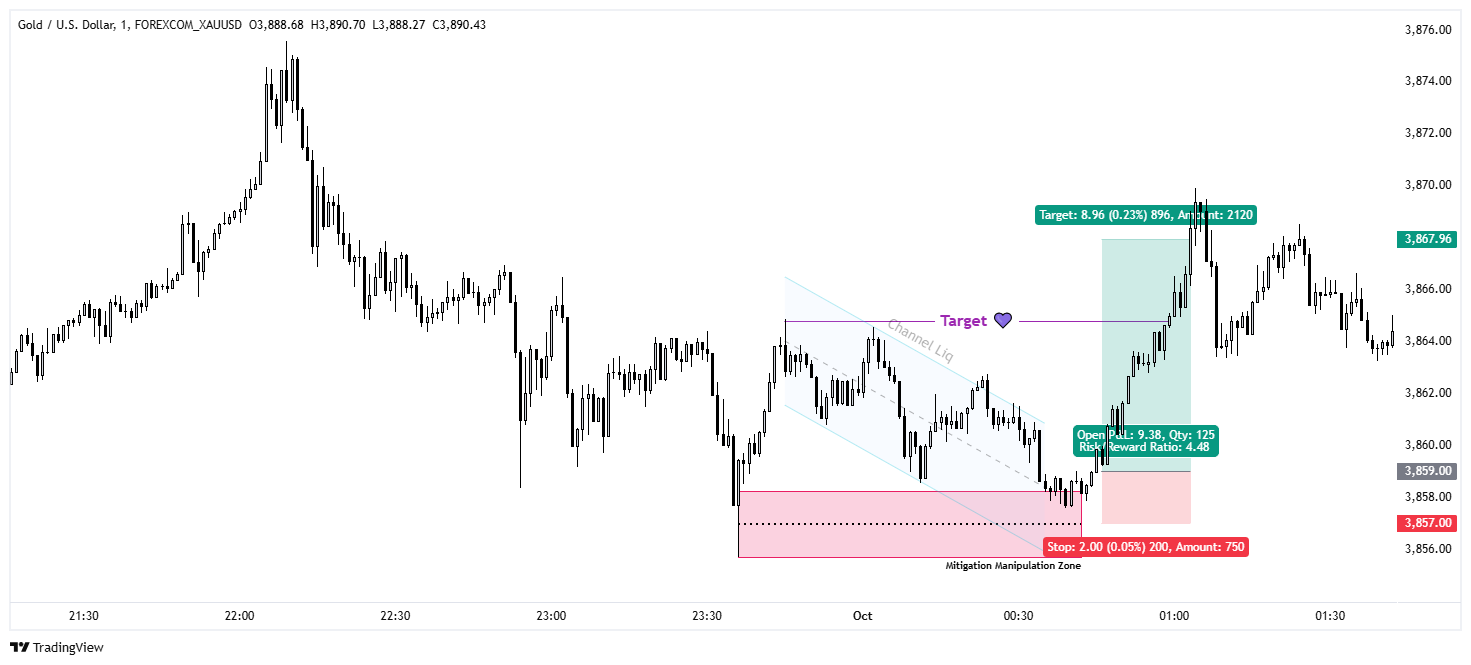 Gold / U.S. Dollar, 1, FOREXCOM_XAUUSD O3,888.68 H3,890.70 L3,888.27 C3,890.43
3,876.00
3,874.00
3,872.00
3,870.00
Target: 8.96 (0.23%) 896, Amount: 2120
3,867.96
3,866.00
Target 💜
Channel Liq
3,864.00
3,862.00
Open P&L: 9.38, Qty: 125
Risk/Reward Ratio: 4.48
3,860.00
3,859.00
3,858.00
3,857.00
Stop: 2.00 (0.05%) 200, Amount: 750
3,856.00
Mitigation Manipulation Zone
21:30 22:00 22:30 23:00 23:30 Oct 00:30 01:00 01:30
TradingView